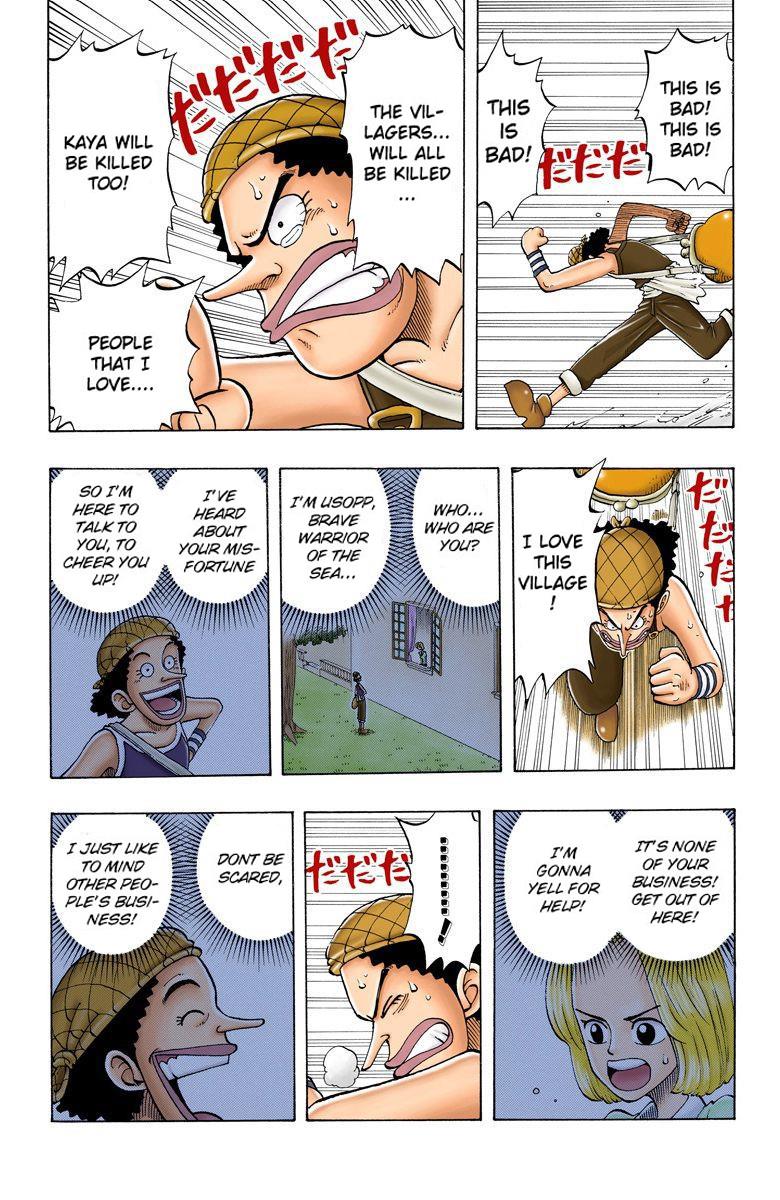 THIS IS
BAD!
THIS IS
BAD!
THIS
IS
BAD!
だだだ
THE VIL-
LAGERS...
WILL ALL
BE KILLED
...
だだだだ
KAYA WILL
BE KILLED
TOO!
PEOPLE
THAT I
LOVE....
だだだだ
I LOVE
THIS
VILLAGE
!
WHO...
WHO ARE
YOU?
I'M USOPP,
BRAVE
WARRIOR
OF THE
SEA...
I'VE
HEARD
ABOUT
YOUR MIS-
FORTUNE
SO I'M
HERE TO
TALK TO
YOU, TO
CHEER YOU
UP!
IT'S NONE
OF YOUR
BUSINESS!
GET OUT OF
HERE!
I'M
GONNA
YELL FOR
HELP!
..........!
だだだ
DONT BE
SCARED,
I JUST LIKE
TO MIND
OTHER PEO-
PLE'S BUSI-
NESS!